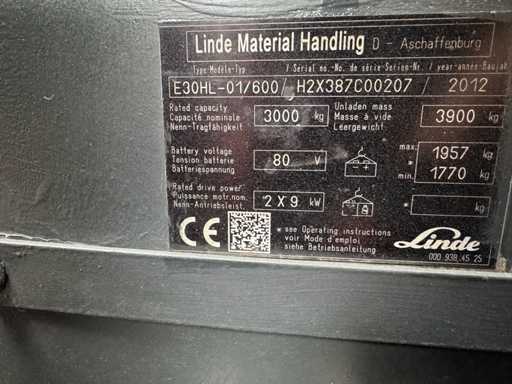 Linde Material Handling D - Aschaffenburg
Type-Modèle-Typ / Serial no.-No. de série-Serien-Nr. / year-année-Baujahr
E30HL-01/600 / H2X387C00207 / 2012
Rated capacity
Capacité nominale
Nenn-Tragfähigkeit
3000 kg
Unladen mass
Masse à vide
Leergewicht
3900 kg
Battery voltage
Tension batterie
Batteriespannung
80 V
- +
max. 1957 kg
*
min. 1770 kg
Rated drive power
Puissance motr.nom.
Nenn-Antriebsleist.
2 X 9 kW
A
* kg
CE
* see Operating instructions
voir Mode d'emploi
siehe Betriebsanleitung
Linde
000 938 45 25